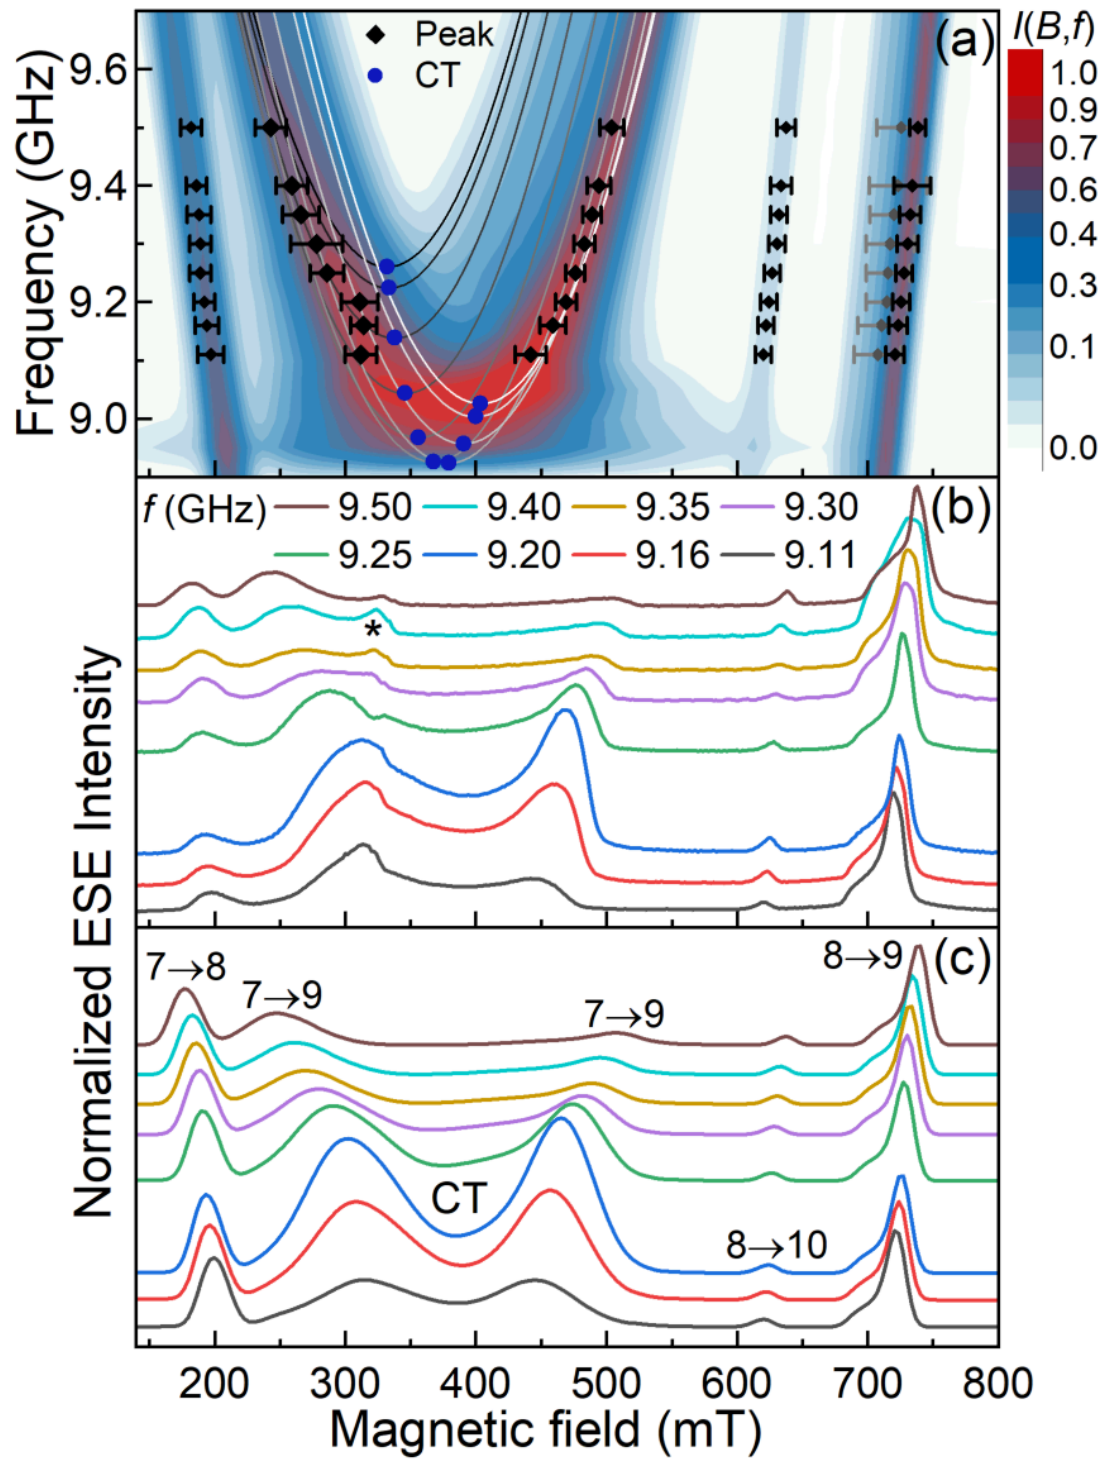 (a)
I(B,f)
Peak
CT
9.6
9.4
9.2
9.0
Frequency (GHz)
1.0
0.9
0.7
0.6
0.4
0.3
0.1
0.0
(b)
f (GHz) 9.50 9.40 9.35 9.30
9.25 9.20 9.16 9.11
*
Normalized ESE Intensity
(c)
7→8
7→9
7→9
8→9
CT
8→10
200 300 400 500 600 700 800
Magnetic field (mT)